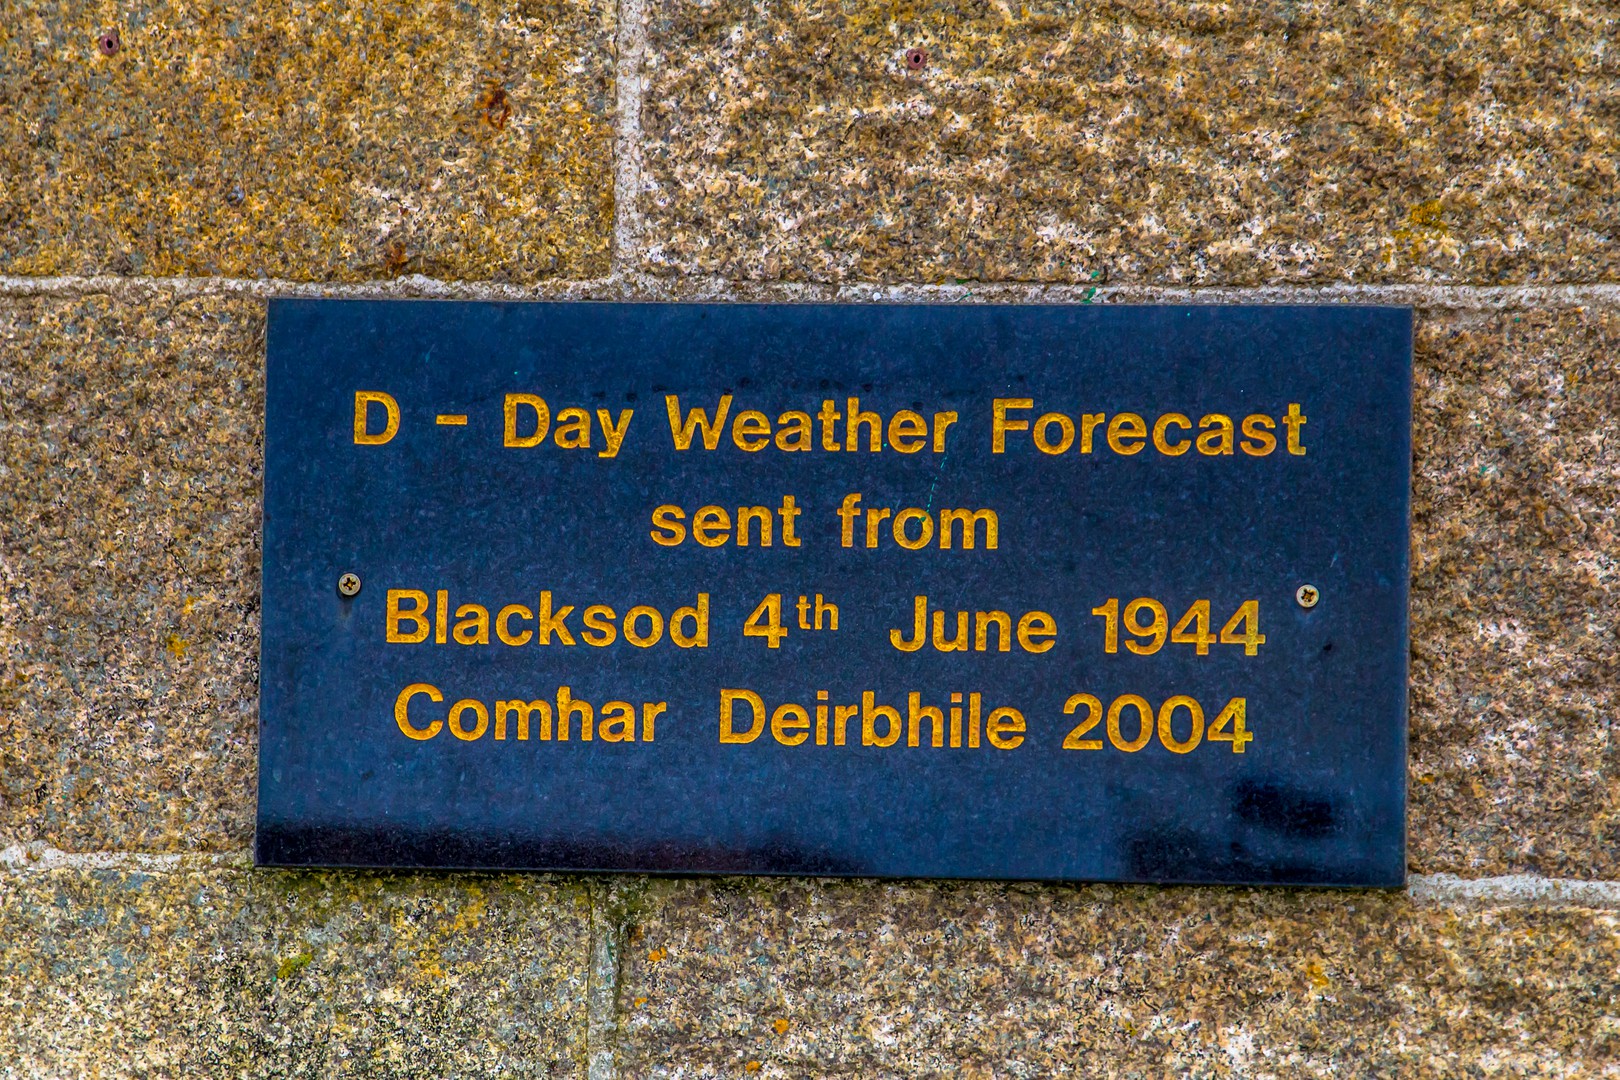 D - Day Weather Forecast
sent from
Blacksod 4th June 1944
Comhar Deirbhile 2004